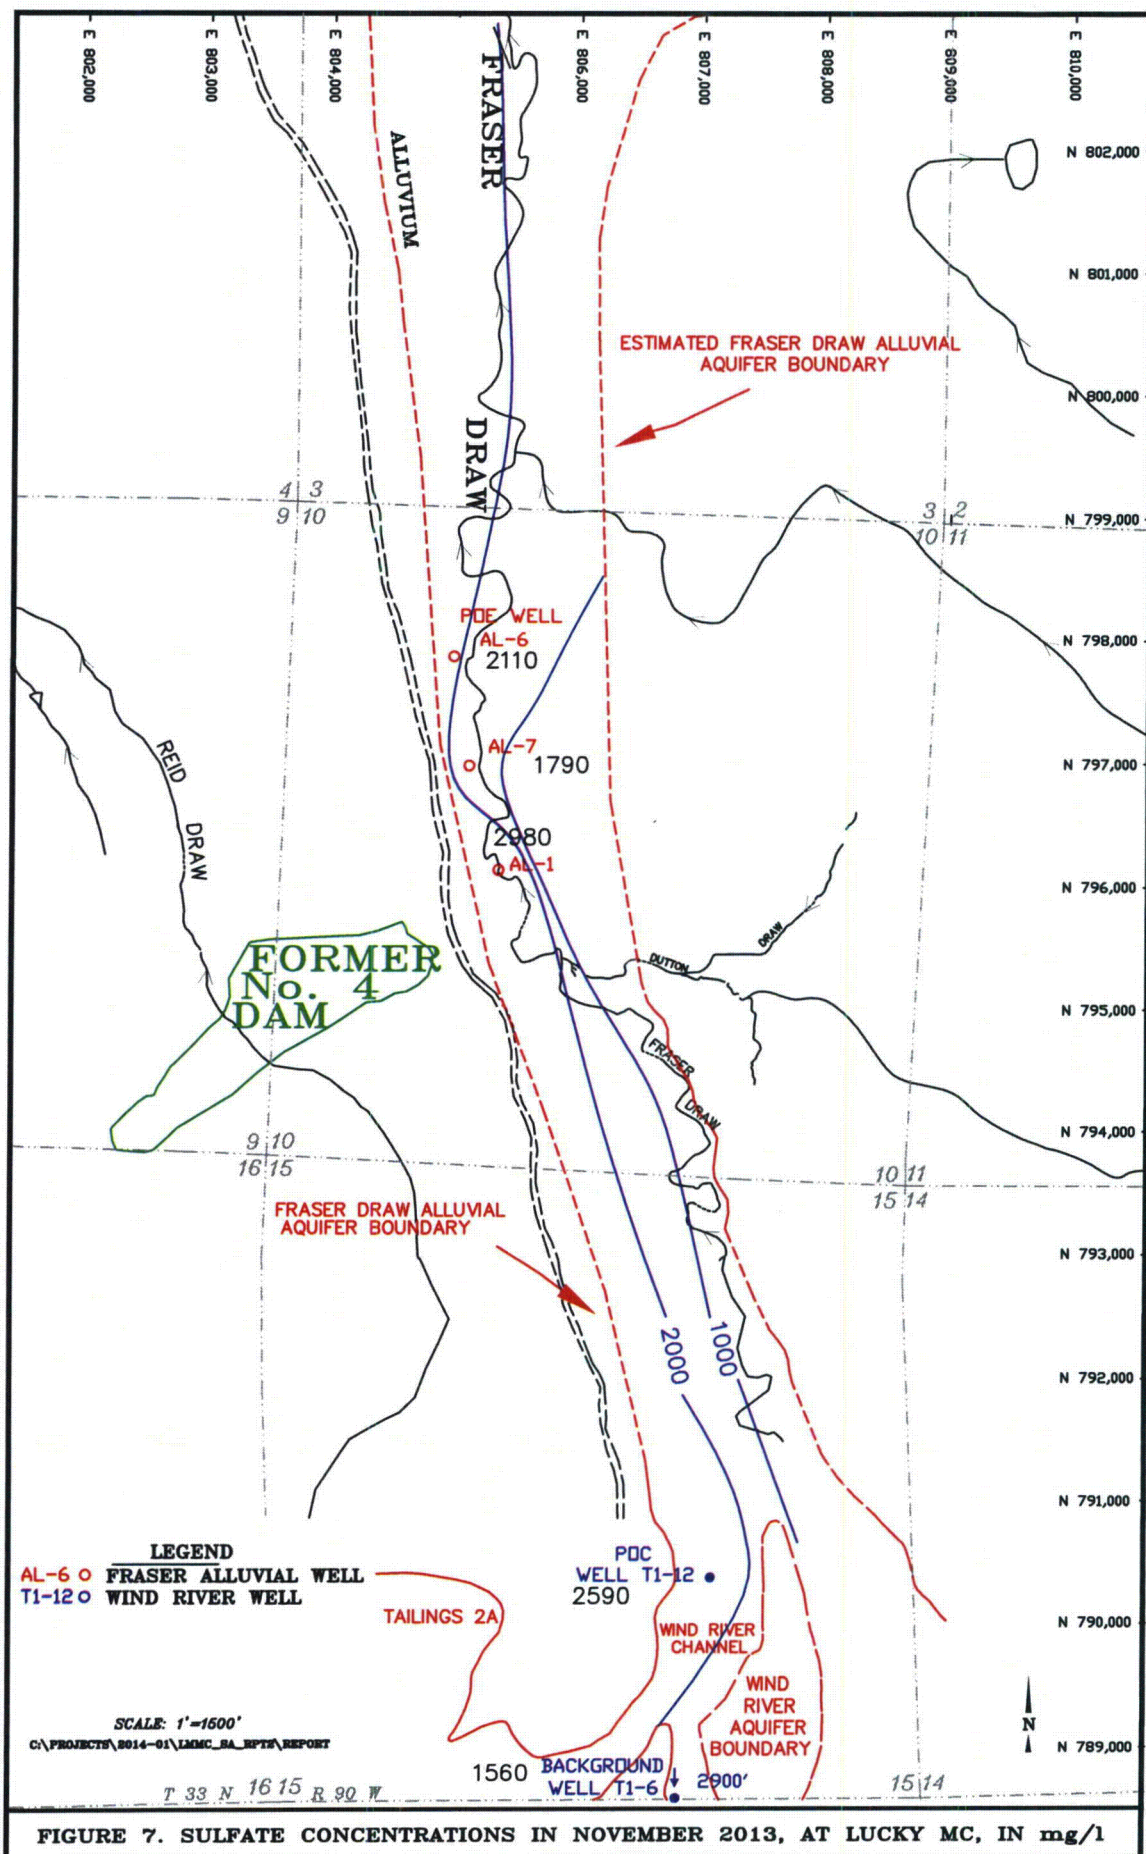 E 802,000
E 803,000
E 804,000
E 806,000
E 807,000
E 808,000
E 809,000
E 810,000
FRASER
ALLUVIUM
N 802,000
N 801,000
ESTIMATED FRASER DRAW ALLUVIAL
AQUIFER BOUNDARY
N 800,000
DRAW
4 3
9 10
3 2
10 11
N 799,000
POE WELL
AL-6
2110
N 798,000
AL-7
1790
N 797,000
REID
DRAW
2980
AL-1
N 796,000
FORMER
No. 4
DAM
DUTTON
DRAW
N 795,000
FRASER
DRAW
9 10
16 15
10 11
15 14
N 794,000
FRASER DRAW ALLUVIAL
AQUIFER BOUNDARY
N 793,000
2000
1000
N 792,000
N 791,000
LEGEND
AL-6 FRASER ALLUVIAL WELL
T1-12 WIND RIVER WELL
POC
WELL T1-12
2590
TAILINGS 2A
WIND RIVER
CHANNEL
N 790,000
WIND
RIVER
AQUIFER
BOUNDARY
N
SCALE: 1"=1600'
C:\PROJECTS\2014-01\LMMC_SA_RPTS\REPORT
N 789,000
1560
BACKGROUND
WELL T1-6
2900'
T 33 N 16 15 R 90 W
15 14
FIGURE 7. SULFATE CONCENTRATIONS IN NOVEMBER 2013, AT LUCKY MC, IN mg/l